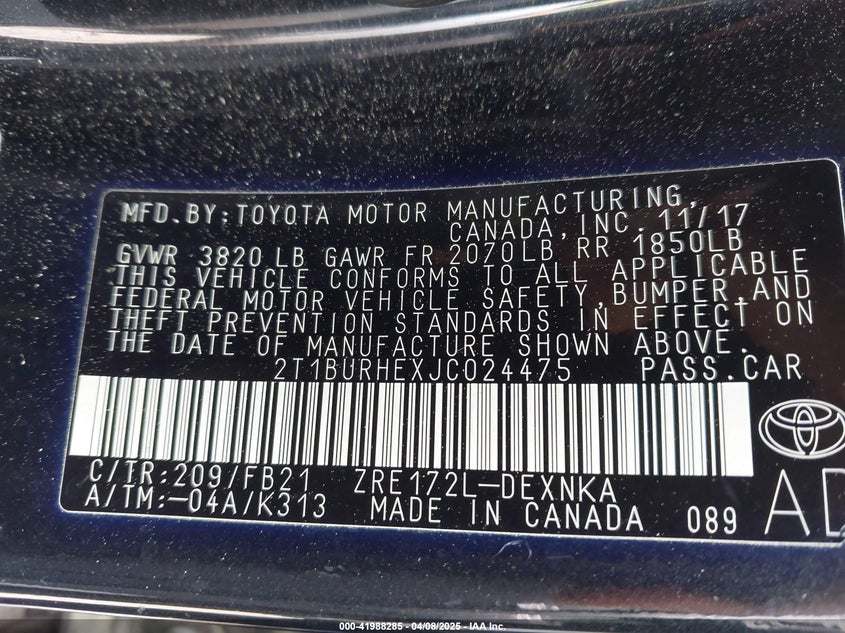 MFD.BY:TOYOTA MOTOR MANUFACTURING,
CANADA,INC. 11/17
GVWR 3820 LB GAWR FR 2070LB RR 1850LB
THIS VEHICLE CONFORMS TO ALL APPLICABLE
FEDERAL MOTOR VEHICLE SAFETY,BUMPER,AND
THEFT PREVENTION STANDARDS IN EFFECT ON
THE DATE OF MANUFACTURE SHOWN ABOVE.
2T1BURHEXJC024475 PASS.CAR
C/TR:209/FB21 ZRE172L-DEXNKA
A/TM:-04A/K313 MADE IN CANADA 089 AD
000-41988285 - 04/08/2025 - IAA Inc.